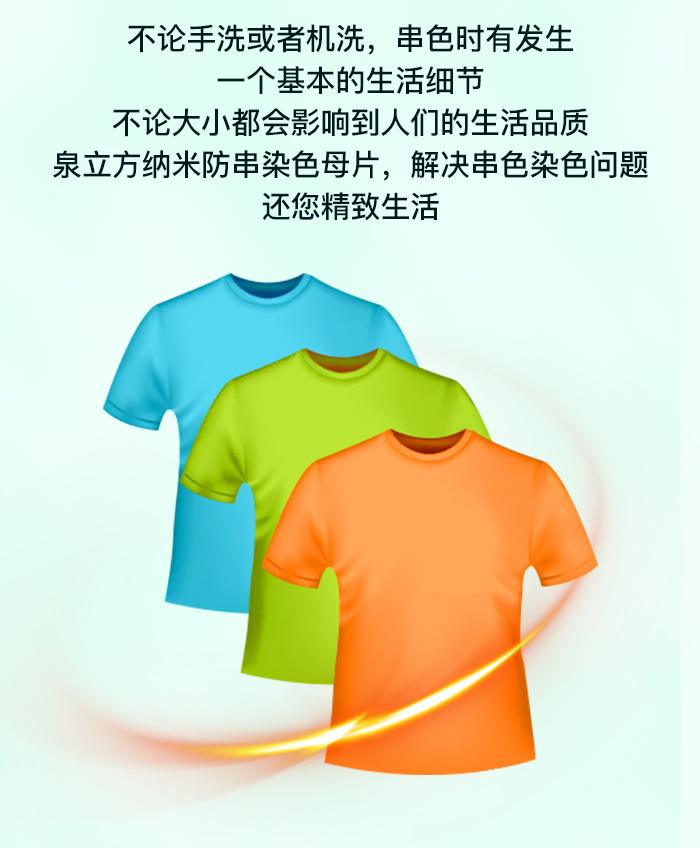 不论手洗或者机洗，串色时有发生
一个基本的生活细节
不论大小都会影响到人们的生活品质
泉立方纳米防串染色母片，解决串色染色问题
还您精致生活